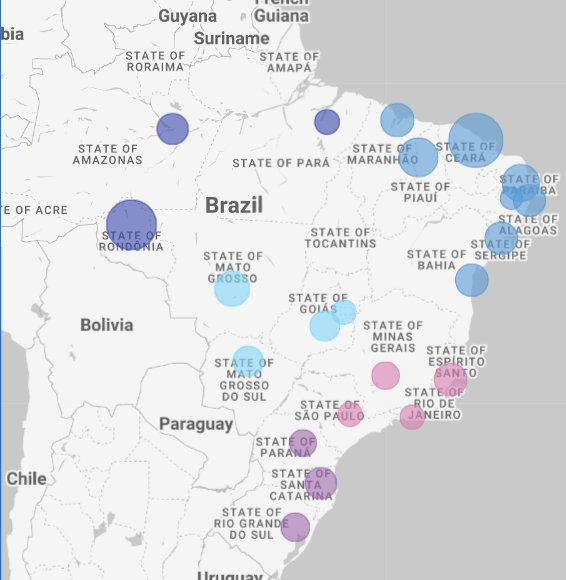 French
Guiana
Guyana
Suriname
bia
STATE OF
RORAIMA
STATE OF
AMAPÁ
STATE OF
AMAZONAS
STATE OF PARÁ
STATE OF
MARANHÃO
STATE OF
CEARÁ
STATE OF
PIAUÍ
STATE OF
PARAÍBA
TE OF ACRE
Brazil
STATE OF
ALAGOAS
STATE OF
RONDÔNIA
STATE OF
TOCANTINS
STATE OF
SERGIPE
STATE OF
MATO
GROSSO
STATE OF
BAHIA
STATE OF
GOIÁS
Bolivia
STATE OF
MINAS
GERAIS
STATE OF
ESPÍRITO
SANTO
STATE OF
MATO
GROSSO
DO SUL
STATE OF
RIO DE
JANEIRO
STATE OF
SÃO PAULO
Paraguay
STATE OF
PARANÁ
Chile
STATE OF
SANTA
CATARINA
STATE OF
RIO GRANDE
DO SUL
Uruguay